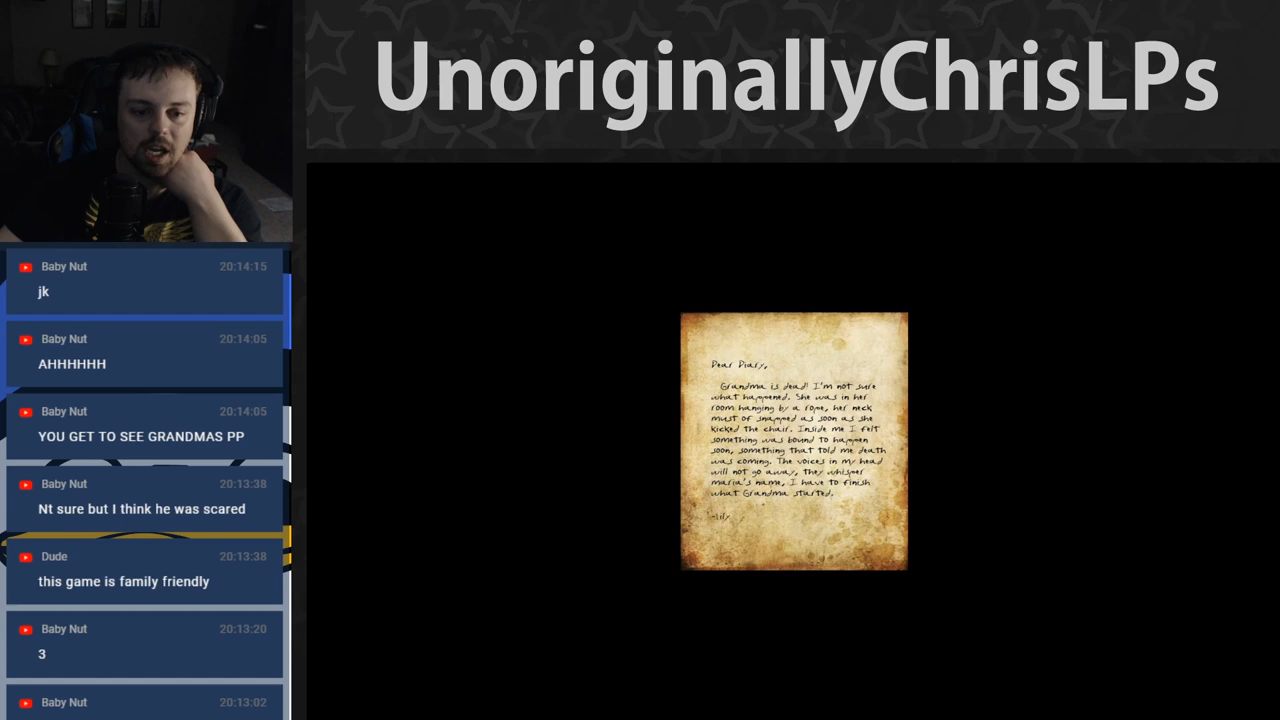 UnoriginallyChrisLPs
Baby Nut 20:14:15
jk
Baby Nut 20:14:05
AHHHHHH
Baby Nut 20:14:05
YOU GET TO SEE GRANDMAS PP
Baby Nut 20:13:38
Nt sure but I think he was scared
Dude 20:13:38
this game is family friendly
Baby Nut 20:13:20
3
Baby Nut 20:13:02
Dear Diary,
Grandma is dead! I'm not sure
what happened. She was in her
room hanging by a rope, her neck
must of snapped as soon as she
kicked the chair. Inside me I felt
something was bound to happen
soon, something that told me death
was coming. The voices in my head
will not go away, they whisper
maria's name, I have to finish
what Grandma started.
-Lily